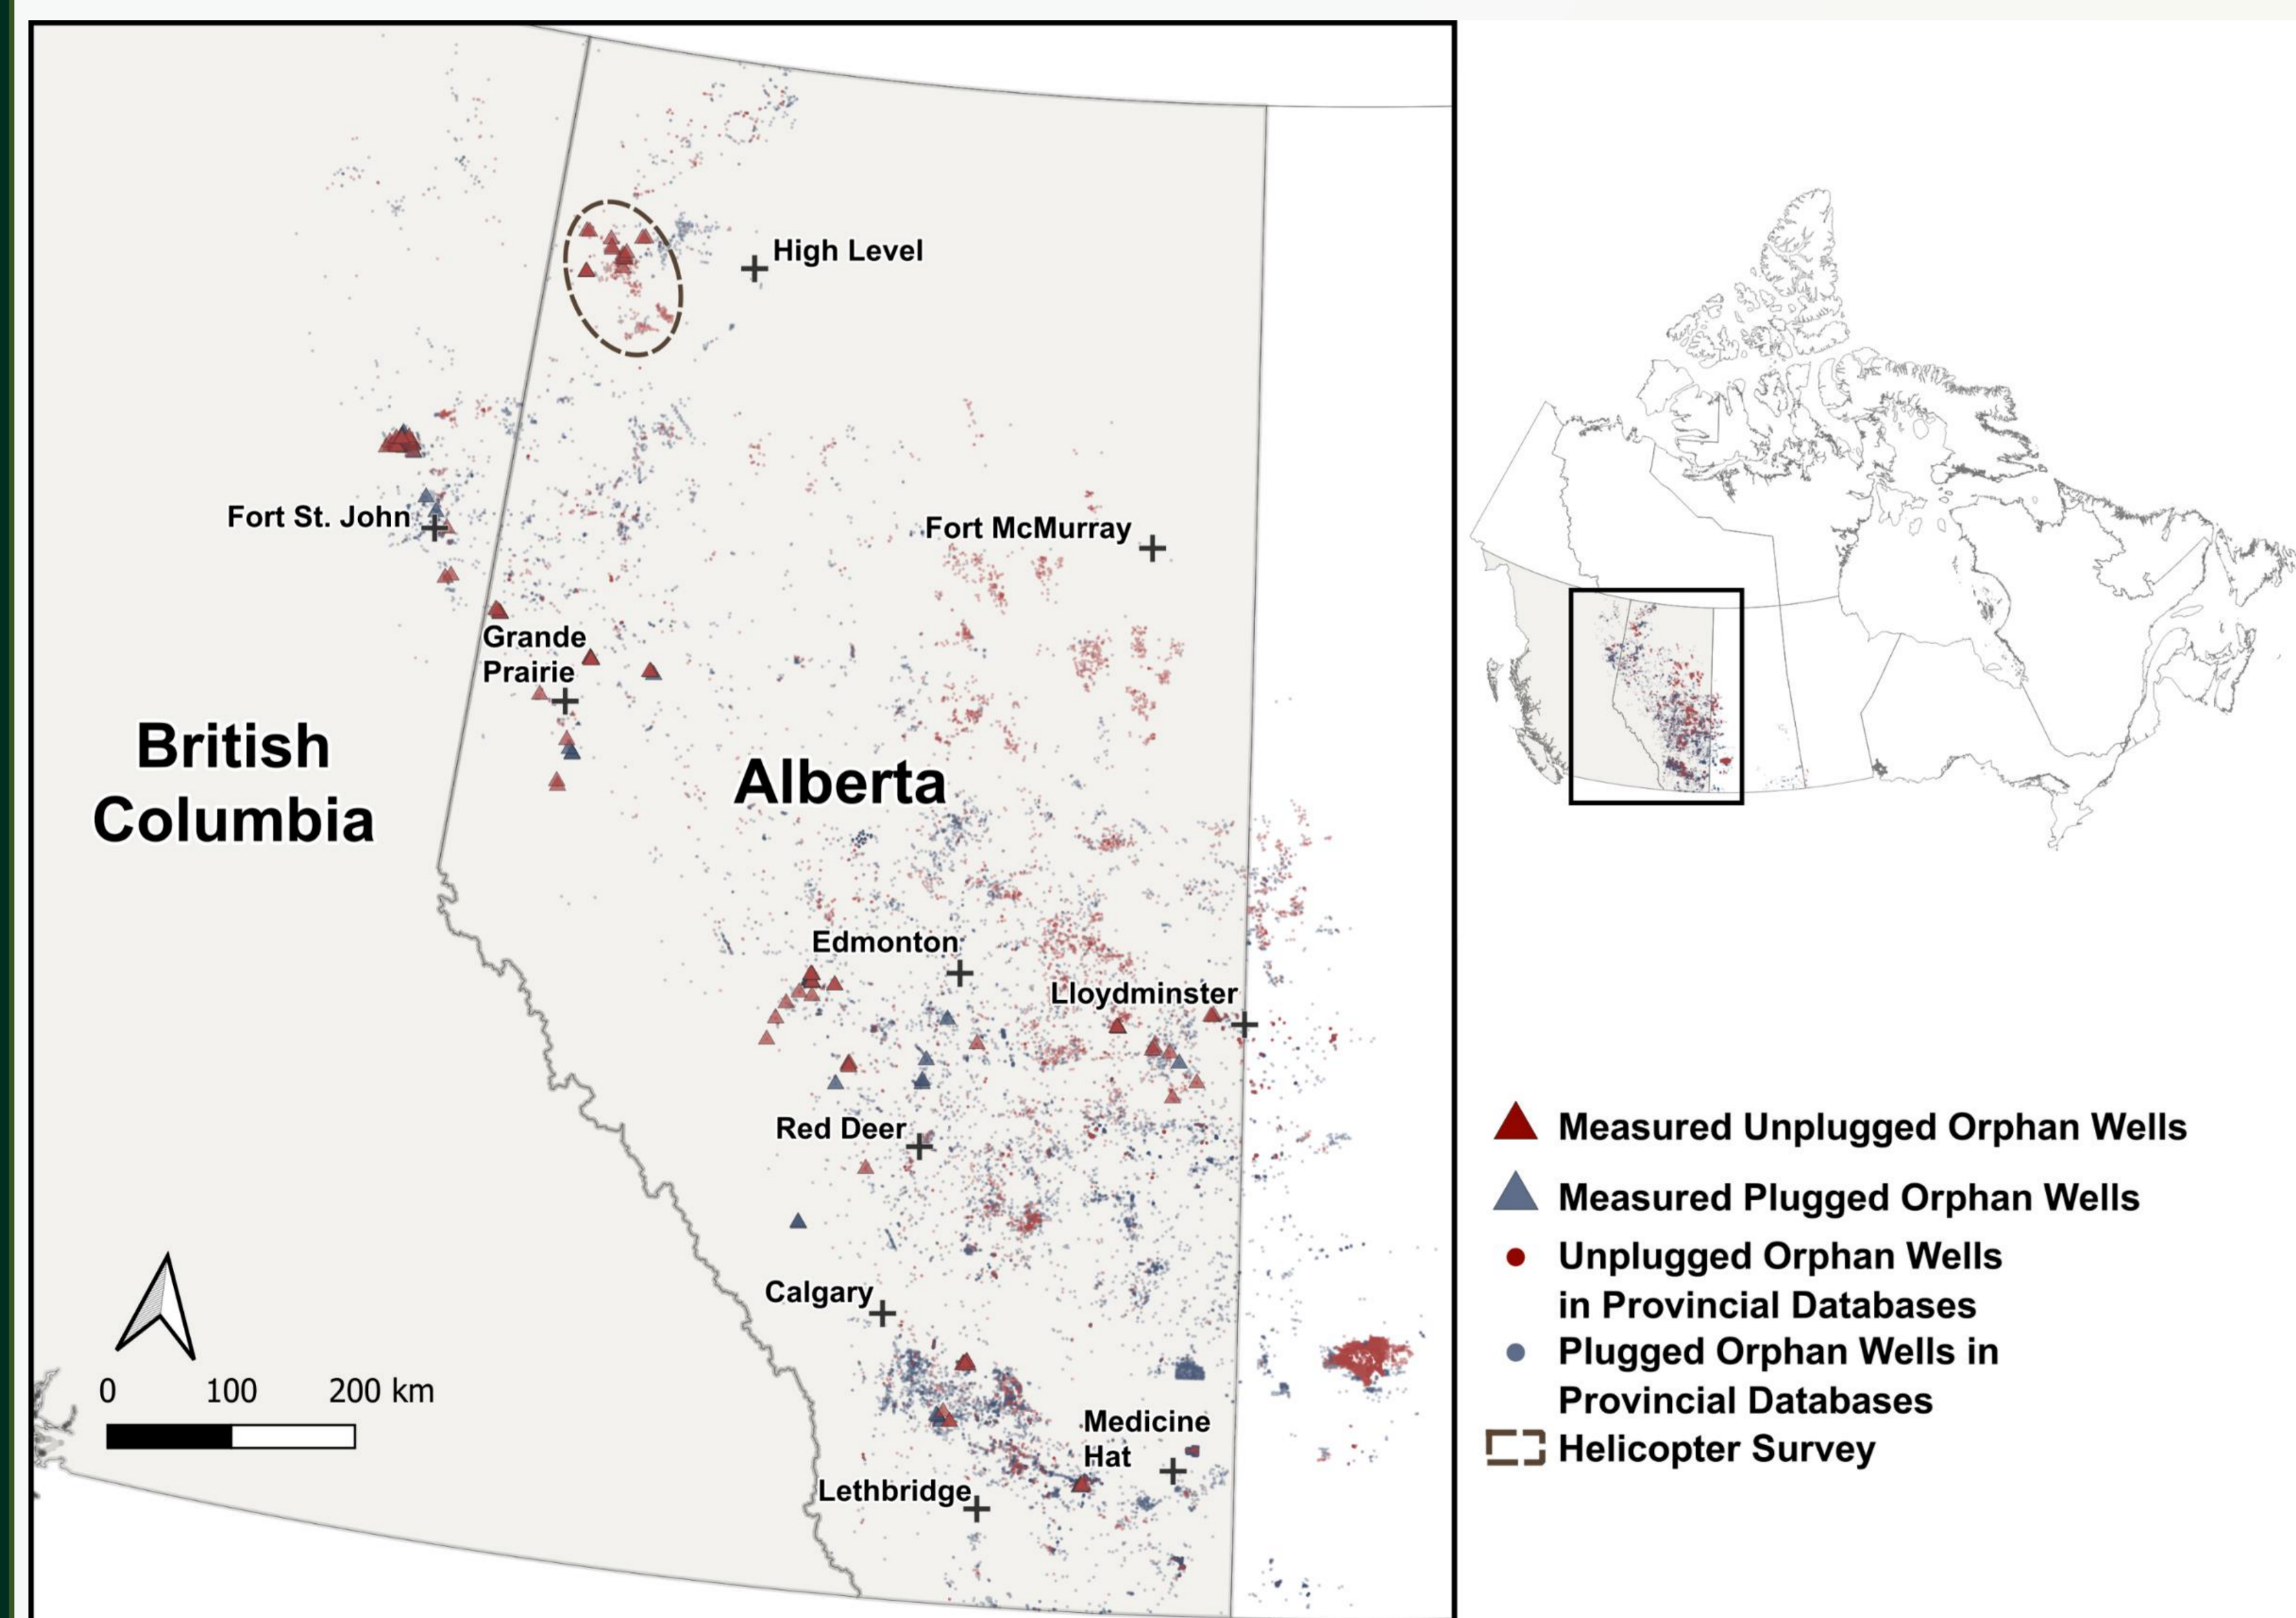 High Level
Fort St. John
Fort McMurray
Grande
Prairie
British
Columbia
Alberta
Edmonton
Lloydminster
Red Deer
Calgary
Medicine
Hat
Lethbridge
0 100 200 km
Measured Unplugged Orphan Wells
Measured Plugged Orphan Wells
Unplugged Orphan Wells
in Provincial Databases
Plugged Orphan Wells in
Provincial Databases
Helicopter Survey